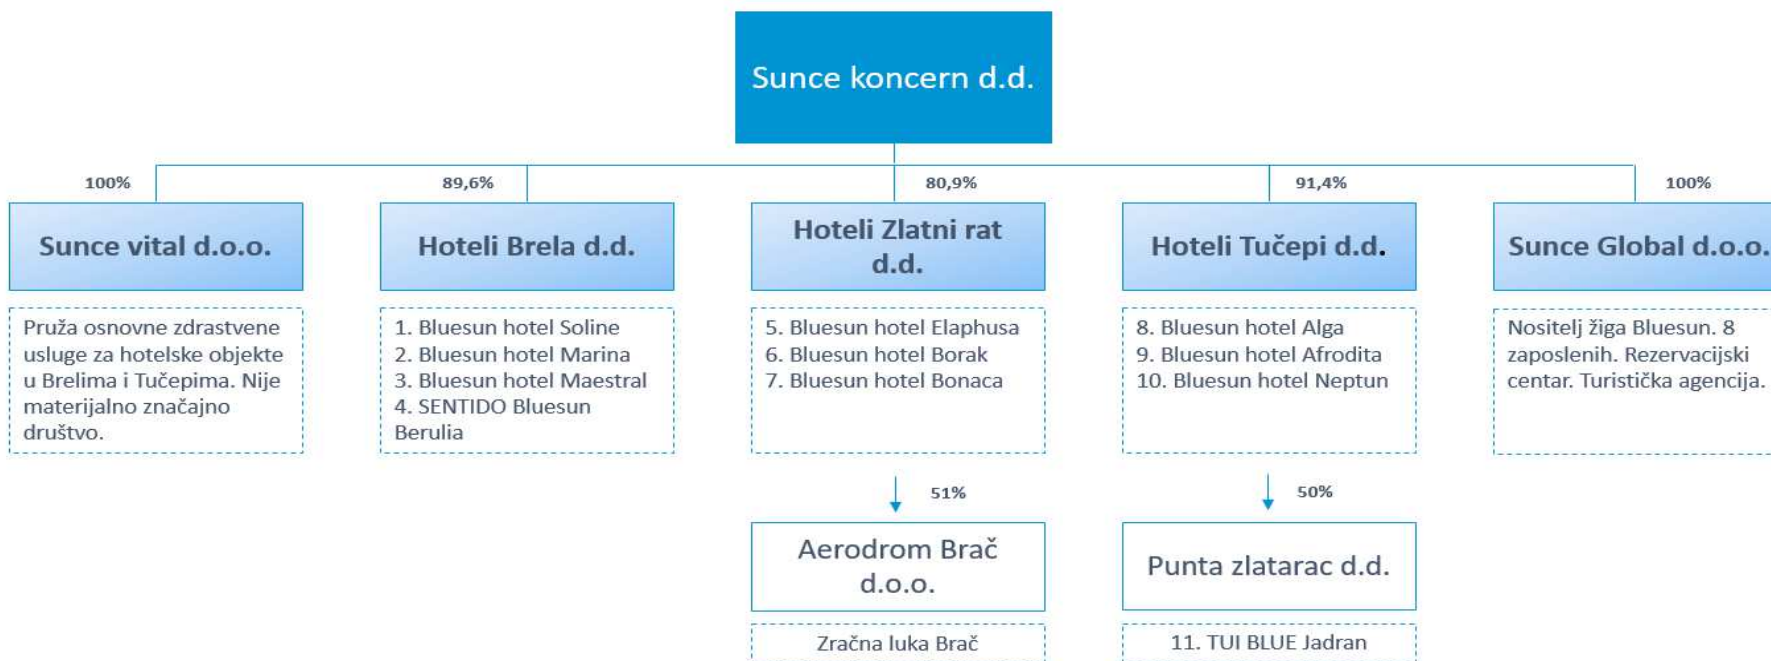 Sunce koncern d.d.
100%
89,6%
80,9%
91,4%
100%
Sunce vital d.o.o.
Hoteli Brela d.d.
Hoteli Zlatni rat
d.d.
Hoteli Tučepi d.d.
Sunce Global d.o.o.
Pruža osnovne zdrastvene
usluge za hotelske objekte
u Brelima i Tučepima. Nije
materijalno značajno
društvo.
1. Bluesun hotel Soline
2. Bluesun hotel Marina
3. Bluesun hotel Maestral
4. SENTIDO Bluesun
Berulia
5. Bluesun hotel Elaphusa
6. Bluesun hotel Borak
7. Bluesun hotel Bonaca
8. Bluesun hotel Alga
9. Bluesun hotel Afrodita
10. Bluesun hotel Neptun
Nositelj žiga Bluesun. 8
zaposlenih. Rezervacijski
centar. Turistička agencija.
51%
50%
Aerodrom Brač
d.o.o.
Punta zlatarac d.d.
Zračna luka Brač
11. TUI BLUE Jadran